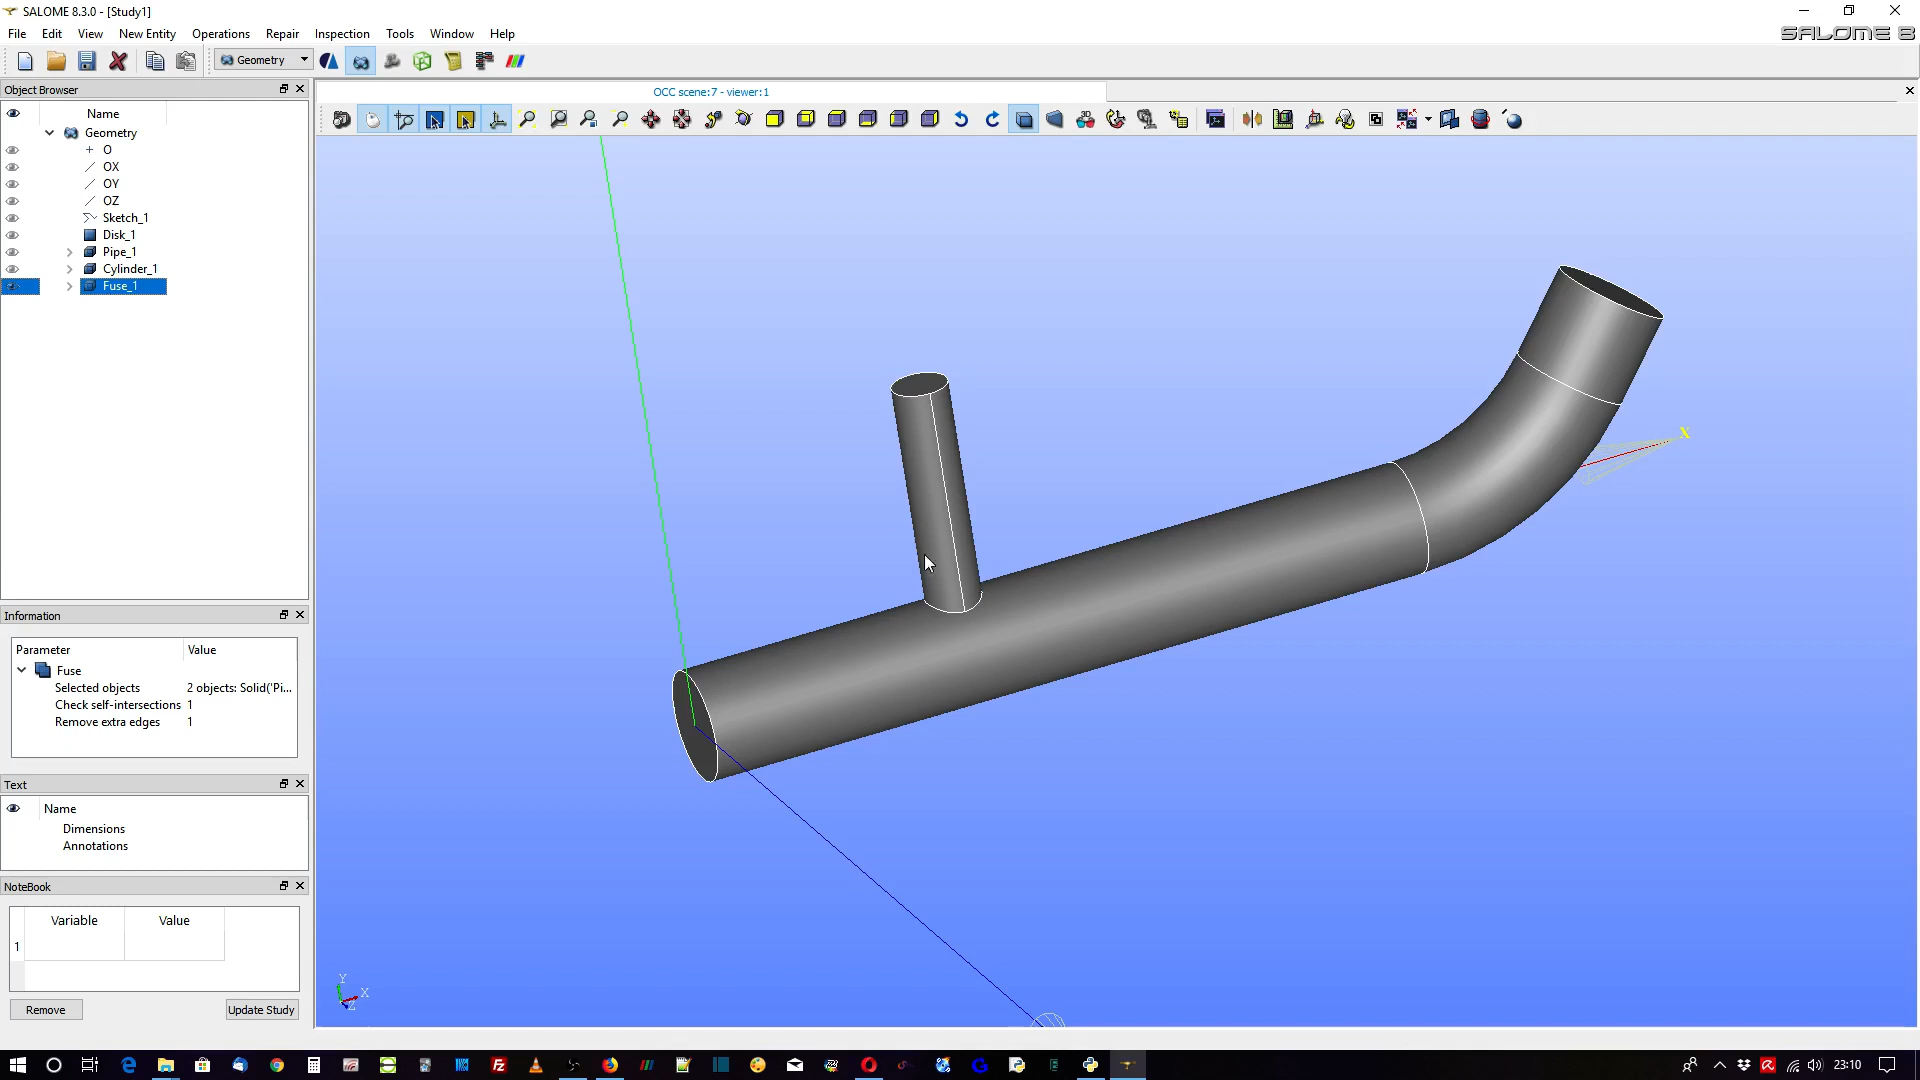 SALOME 8.3.0 - [Study1]
File Edit View New Entity Operations Repair Inspection Tools Window Help
SALOME 8
Geometry
Object Browser
OCC scene:7 - viewer:1
Name
Geometry
O
OX
OY
OZ
Sketch_1
Disk_1
Pipe_1
Cylinder_1
Fuse_1
X
Information
Parameter Value
Fuse
Selected objects 2 objects: Solid('Pi...
Check self-intersections 1
Remove extra edges 1
Text
Name
Dimensions
Annotations
NoteBook
Variable Value
1
Remove Update Study
Y
X
Z
23:10